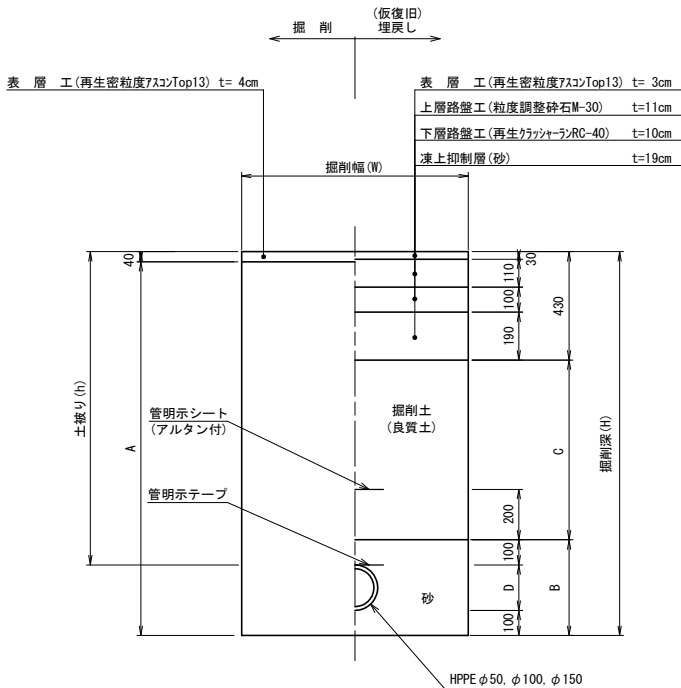 掘 削
(仮復旧)
埋戻し
表 層 工(再生密粒度ｱｽｺﾝTop13) t= 4cm
表 層 工(再生密粒度ｱｽｺﾝTop13) t= 3cm
上層路盤工(粒度調整砕石M-30) t=11cm
下層路盤工(再生ｸﾗｯｼｬｰﾗﾝRC-40) t=10cm
凍上抑制層(砂) t=19cm
掘削幅(W)
40
30
110
100
190
430
土被り(h)
A
管明示シート
(アルタン付)
掘削土
(良質土)
C
掘削深(H)
管明示テープ
200
100
D
100
B
砂
HPPEφ50, φ100, φ150